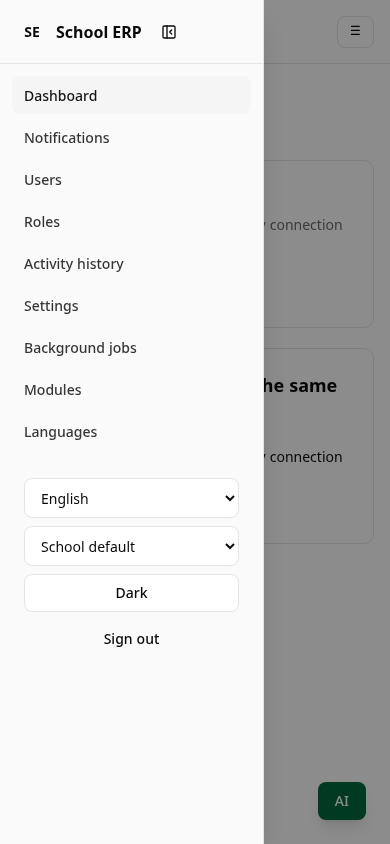 SE School ERP
☰
Dashboard
Notifications
Users
connection
Roles
Activity history
Settings
Background jobs
the same
Modules
Languages
connection
English
School default
Dark
Sign out
AI